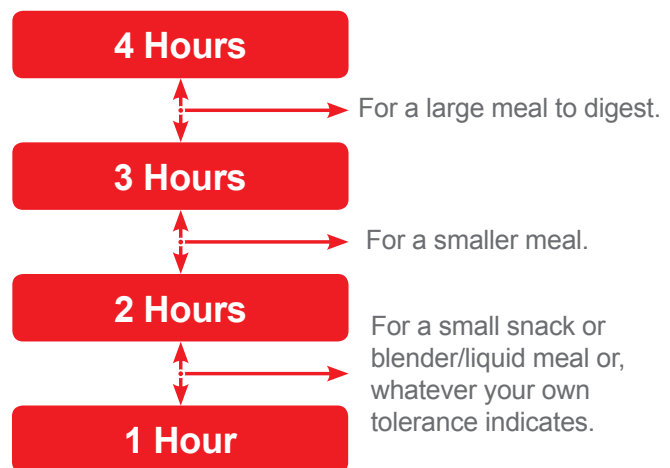 4 Hours
For a large meal to digest.
3 Hours
For a smaller meal.
2 Hours
For a small snack or
blender/liquid meal or,
whatever your own
tolerance indicates.
1 Hour